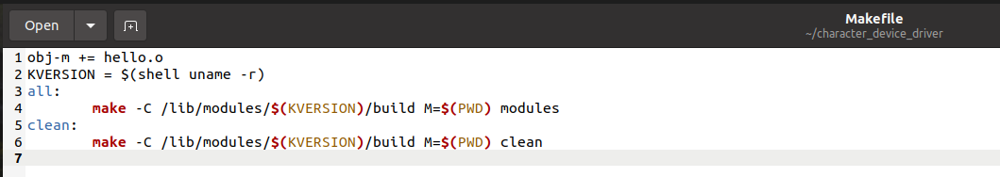 Open
Makefile
~/character_device_driver
1 obj-m += hello.o
2 KVERSION = $(shell uname -r)
3 all:
4         make -C /lib/modules/$(KVERSION)/build M=$(PWD) modules
5 clean:
6         make -C /lib/modules/$(KVERSION)/build M=$(PWD) clean
7